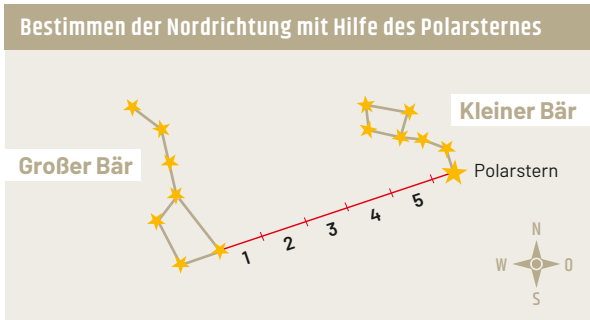 Bestimmen der Nordrichtung mit Hilfe des Polarsternes
Kleiner Bär
Großer Bär
Polarstern
1 2 3 4 5
N
W O
S